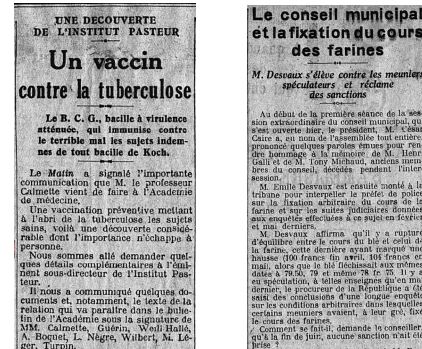 UNE DECOUVERTE
DE L'INSTITUT PASTEUR
Un vaccin
contre la tuberculose
Le B. C. G., bacille à virulence
atténuée, qui immunise contre
le terrible mal les sujets indem-
nes de tout bacille de Koch.
Le Matin a signalé l'importante
communication que M. le professeur
Calmette vient de faire à l'Académie
de médecine.
Une vaccination préventive mettant
à l'abri de la tuberculose les sujets
sains, voilà une découverte considé-
rable dont l'importance n'échappe à
personne.
Nous sommes allé demander quel-
ques détails complémentaires à l'émi-
nent sous-directeur de l'Institut Pas-
teur.
Il nous a communiqué quelques do-
cuments et, notamment, le texte de la
relation qui va paraître dans le bulle-
tin de l'Académie sous la signature de
MM. Calmette, Guérin, Weill-Hallé,
A. Boquet, L. Nègre, Wilbert, M. Lé-
ger, Turpin.
Le conseil municipal
et la fixation du cours
des farines
M. Desvaux s'élève contre les meuniers
spéculateurs et réclame
des sanctions
Au début de la première séance de la ses-
sion extraordinaire du conseil municipal, qui
s'est ouverte hier, le président, M. César
Caire a, au nom de l'assemblée tout entière,
prononcé quelques paroles émues pour ren-
dre hommage à la mémoire de M. Henri
Galli et de M. Tony Michaud, anciens mem-
bres du conseil, décédés pendant l'inter-
session.
M. Emile Desvaux est ensuite monté à la
tribune pour interpeller le préfet de police
sur la fixation arbitraire du cours de la
farine et sur les suites judiciaires données
aux enquêtes effectuées à ce sujet en
et mai derniers.
M. Desvaux affirma qu'il y a rupture
d'équilibre entre le cours du blé et celui de
la farine, cette dernière ayant marqué une
hausse (100 francs fin avril, francs en
mai), alors que le blé fléchissait aux mêmes
dates à 79.50, 79 et même 78 fr. 75. Il y a
eu spéculation, à telles enseignes qu'en mai
dernier, le procureur de la République a été
saisi des conclusions d'une longue enquête
sur les conditions arbitraires dans lesquelles
certains meuniers avaient, à leur gré, fixé
le cours des farines.
Comment se fait-il, demande le conseiller,
qu'à la fin de juin, aucune sanction n'ait été
prise ?